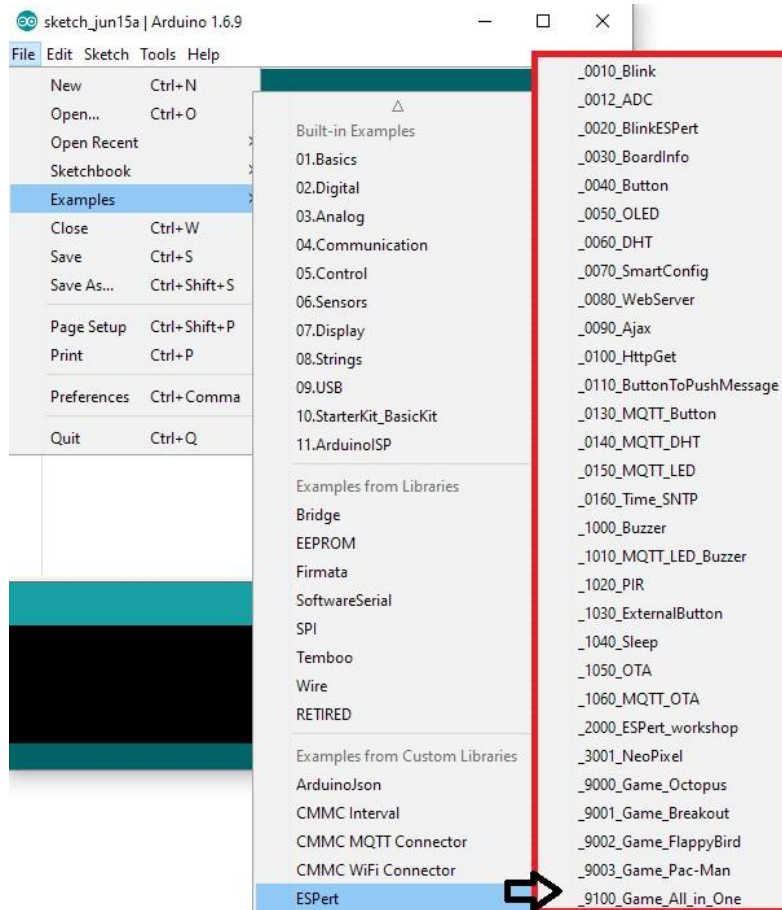 sketch_jun15a | Arduino 1.6.9
File Edit Sketch Tools Help
New Ctrl+N
Open... Ctrl+O
Open Recent
Sketchbook
Examples
Close Ctrl+W
Save Ctrl+S
Save As... Ctrl+Shift+S
Page Setup Ctrl+Shift+P
Print Ctrl+P
Preferences Ctrl+Comma
Quit Ctrl+Q
Built-in Examples
01.Basics
02.Digital
03.Analog
04.Communication
05.Control
06.Sensors
07.Display
08.Strings
09.USB
10.StarterKit_BasicKit
11.ArduinoISP
Examples from Libraries
Bridge
EEPROM
Firmata
SoftwareSerial
SPI
Temboo
Wire
RETIRED
Examples from Custom Libraries
ArduinoJson
CMMC Interval
CMMC MQTT Connector
CMMC WiFi Connector
ESPert
_0010_Blink
_0012_ADC
_0020_BlinkESPert
_0030_BoardInfo
_0040_Button
_0050_OLED
_0060_DHT
_0070_SmartConfig
_0080_WebServer
_0090_Ajax
_0100_HttpGet
_0110_ButtonToPushMessage
_0130_MQTT_Button
_0140_MQTT_DHT
_0150_MQTT_LED
_0160_Time_SNTP
_1000_Buzzer
_1010_MQTT_LED_Buzzer
_1020_PIR
_1030_ExternalButton
_1040_Sleep
_1050_OTA
_1060_MQTT_OTA
_2000_ESPert_workshop
_3001_NeoPixel
_9000_Game_Octopus
_9001_Game_Breakout
_9002_Game_FlappyBird
_9003_Game_Pac-Man
_9100_Game_All_in_One